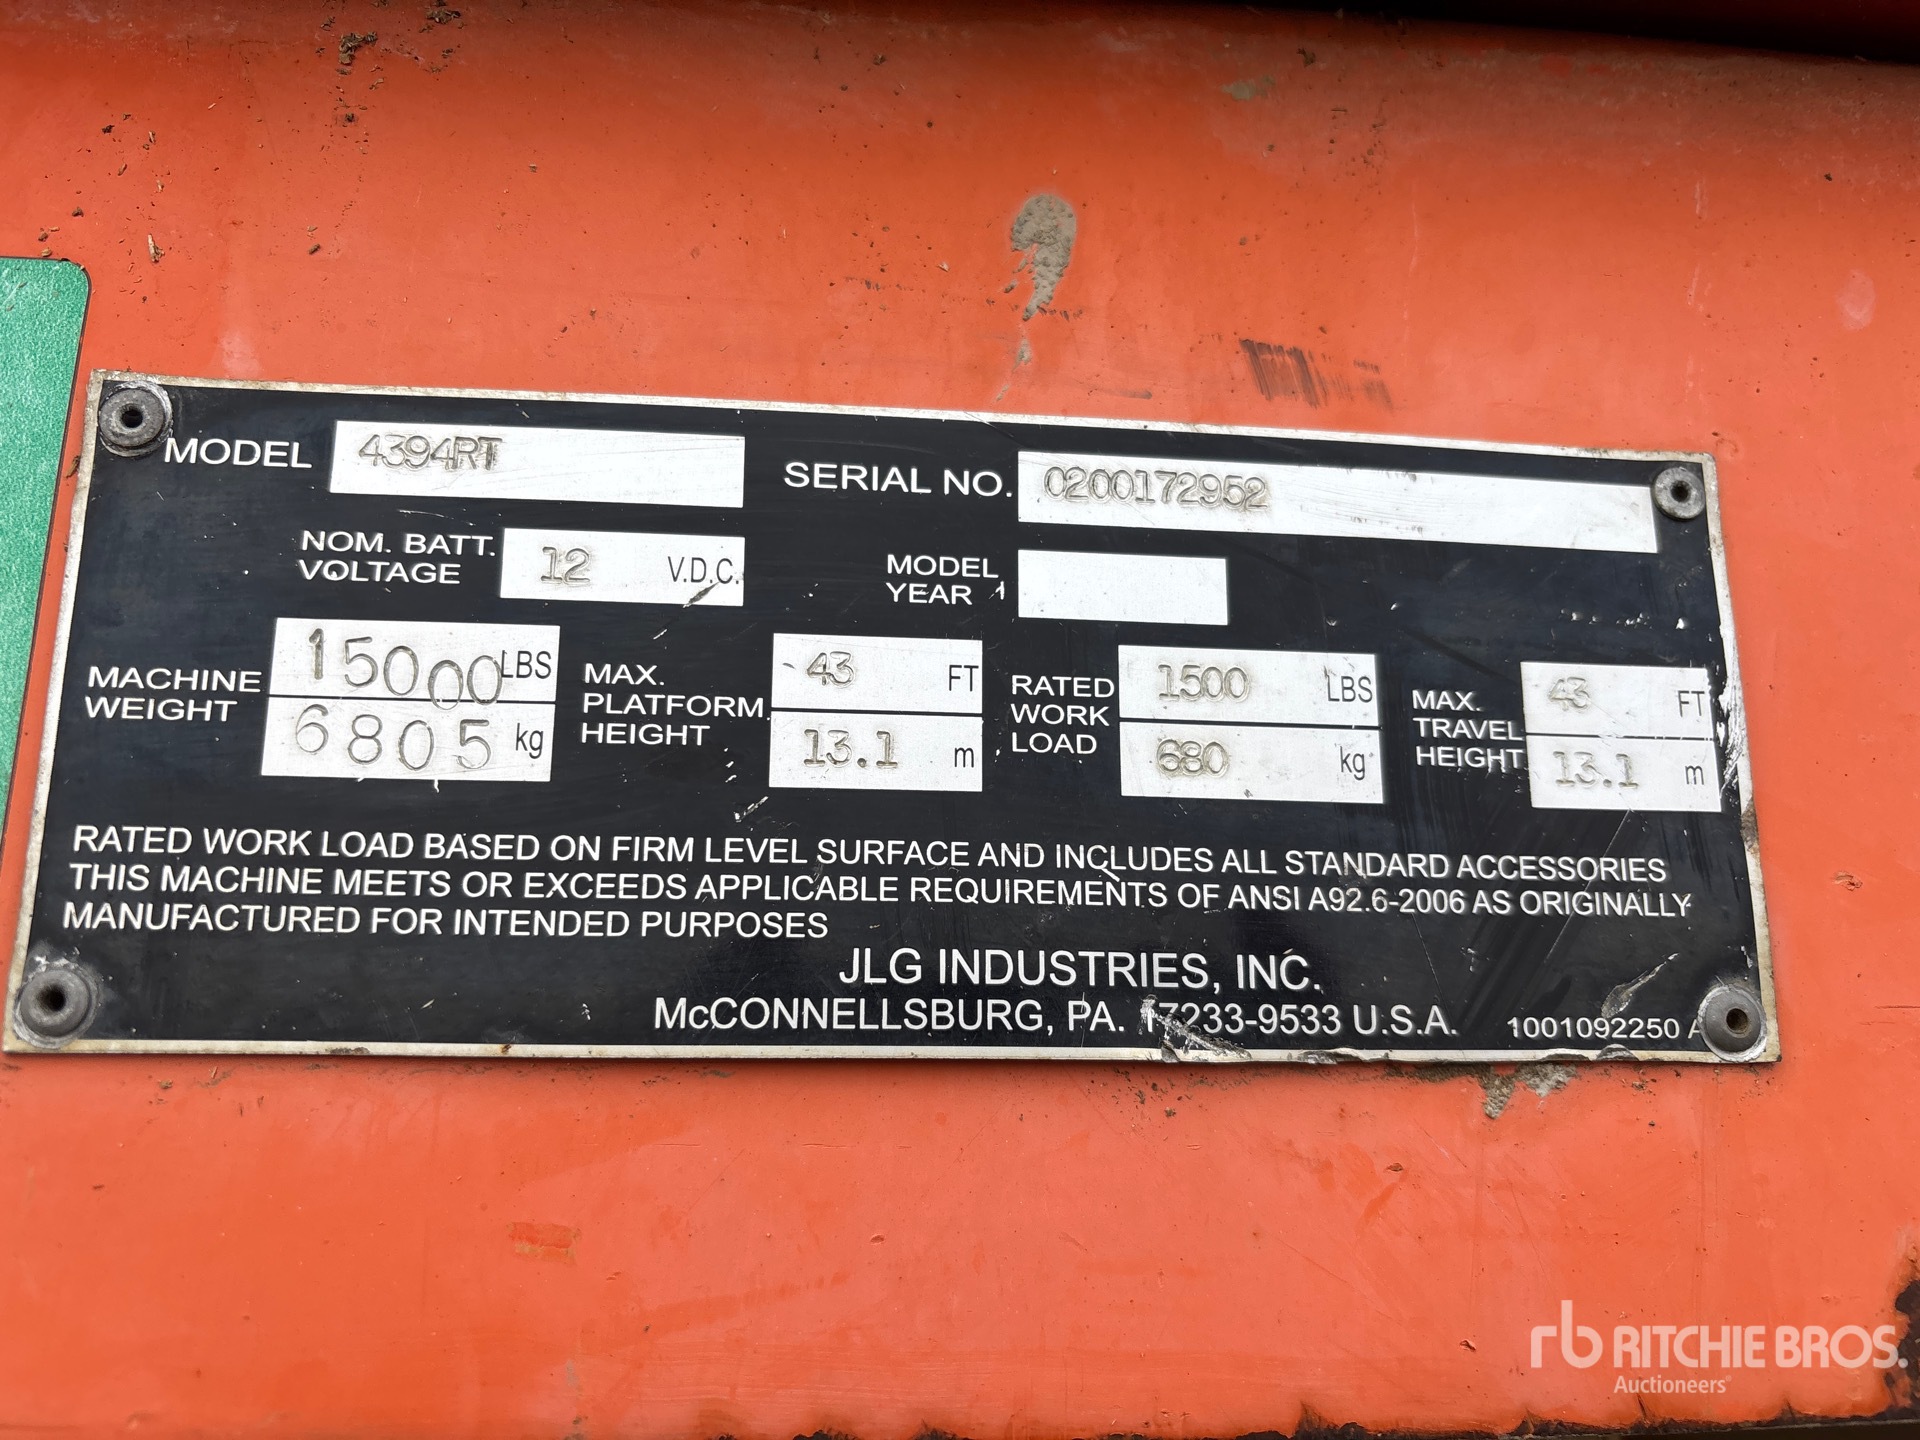 MODEL 4394RT SERIAL NO. 0200172952
NOM. BATT. VOLTAGE 12 V.D.C. MODEL YEAR
MACHINE WEIGHT 15000 LBS 6805 kg
MAX. PLATFORM HEIGHT 43 FT 13.1 m
RATED WORK LOAD 1500 LBS 680 kg
MAX. TRAVEL HEIGHT 43 FT 13.1 m
RATED WORK LOAD BASED ON FIRM LEVEL SURFACE AND INCLUDES ALL STANDARD ACCESSORIES
THIS MACHINE MEETS OR EXCEEDS APPLICABLE REQUIREMENTS OF ANSI A92.6-2006 AS ORIGINALLY
MANUFACTURED FOR INTENDED PURPOSES
JLG INDUSTRIES, INC.
McCONNELLSBURG, PA. 17233-9533 U.S.A.
1001092250 A
rb RITCHIE BROS.
Auctioneers